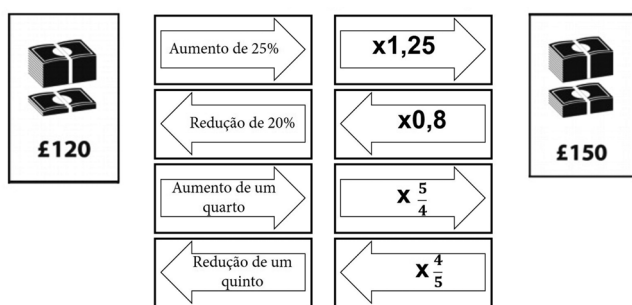 £120
Aumento de 25%
x1,25
Redução de 20%
x0,8
Aumento de um
quarto
x 5/4
Redução de um
quinto
x 4/5
£150